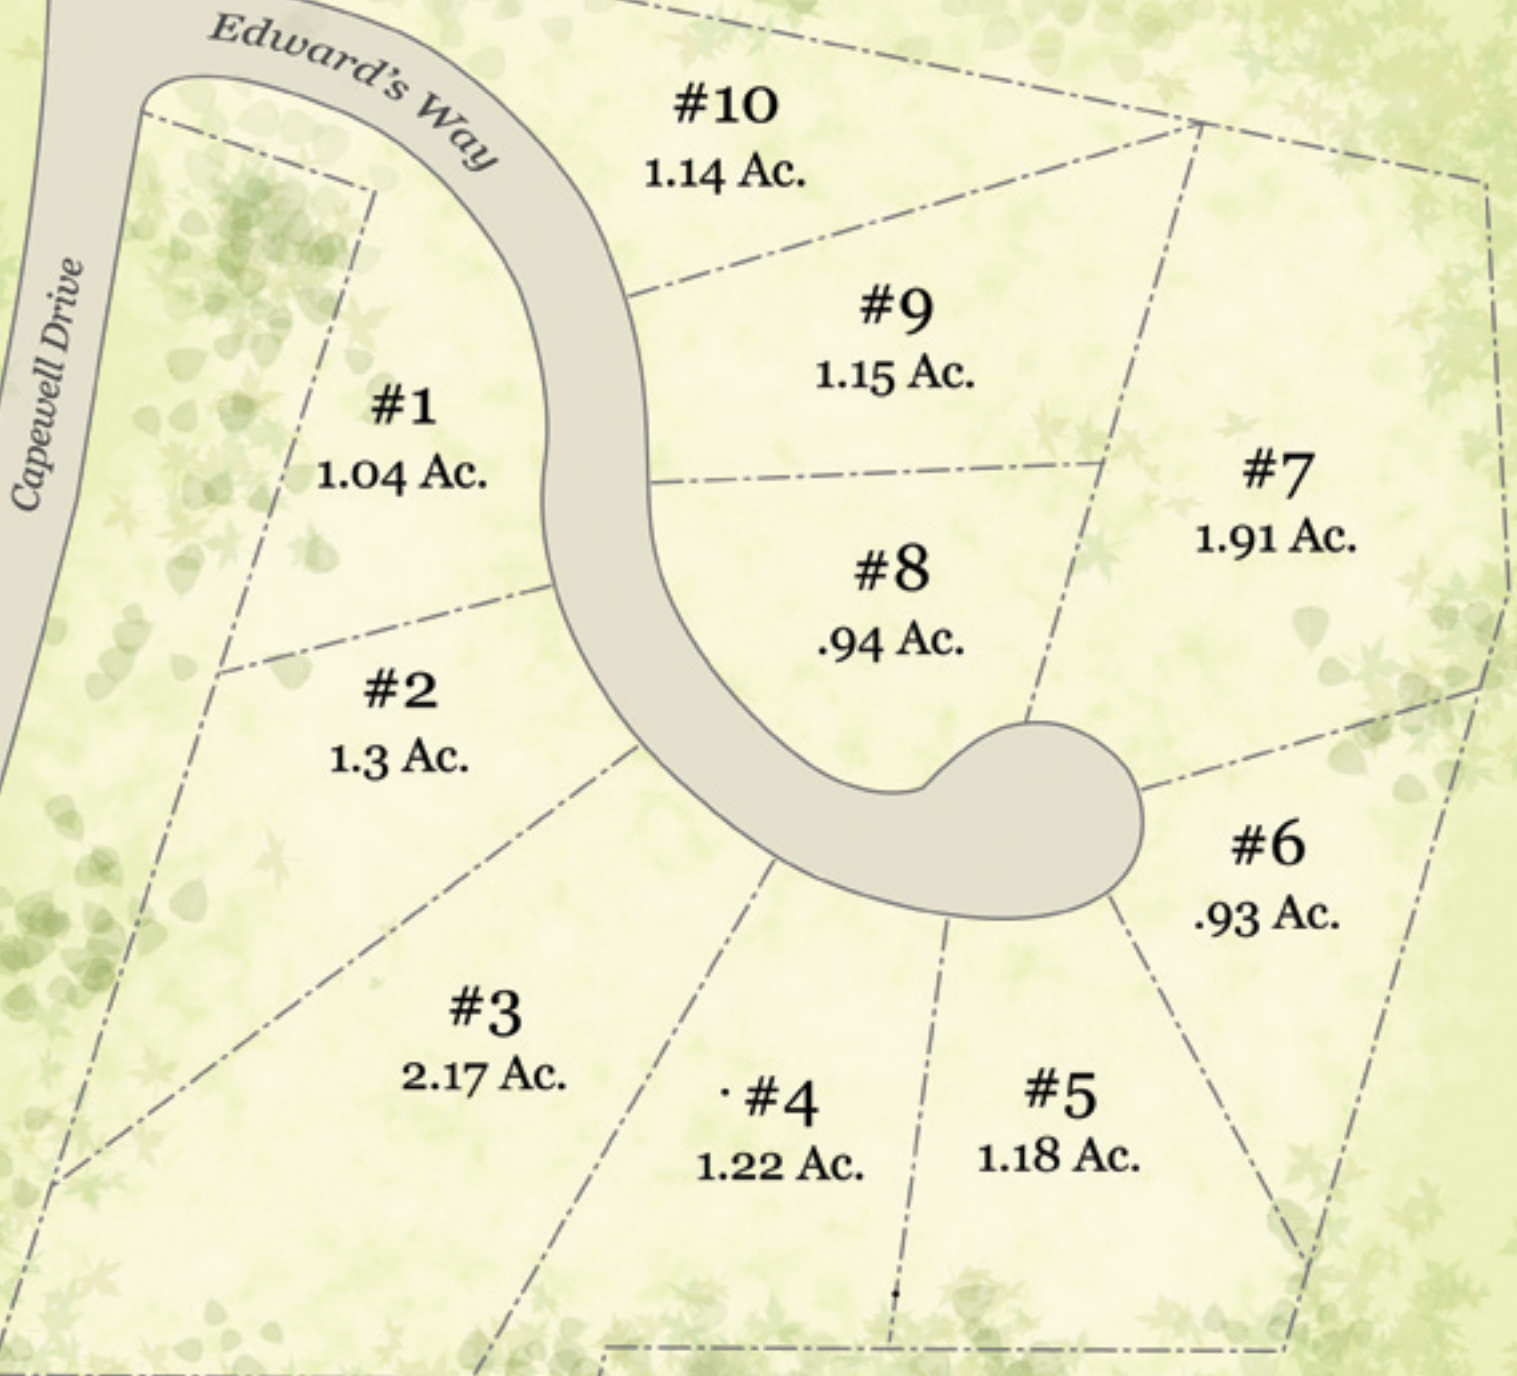 Edward's Way
Capewell Drive
#10
1.14 Ac.
#9
1.15 Ac.
#1
1.04 Ac.
#7
1.91 Ac.
#8
.94 Ac.
#2
1.3 Ac.
#6
.93 Ac.
#3
2.17 Ac.
#4
1.22 Ac.
#5
1.18 Ac.